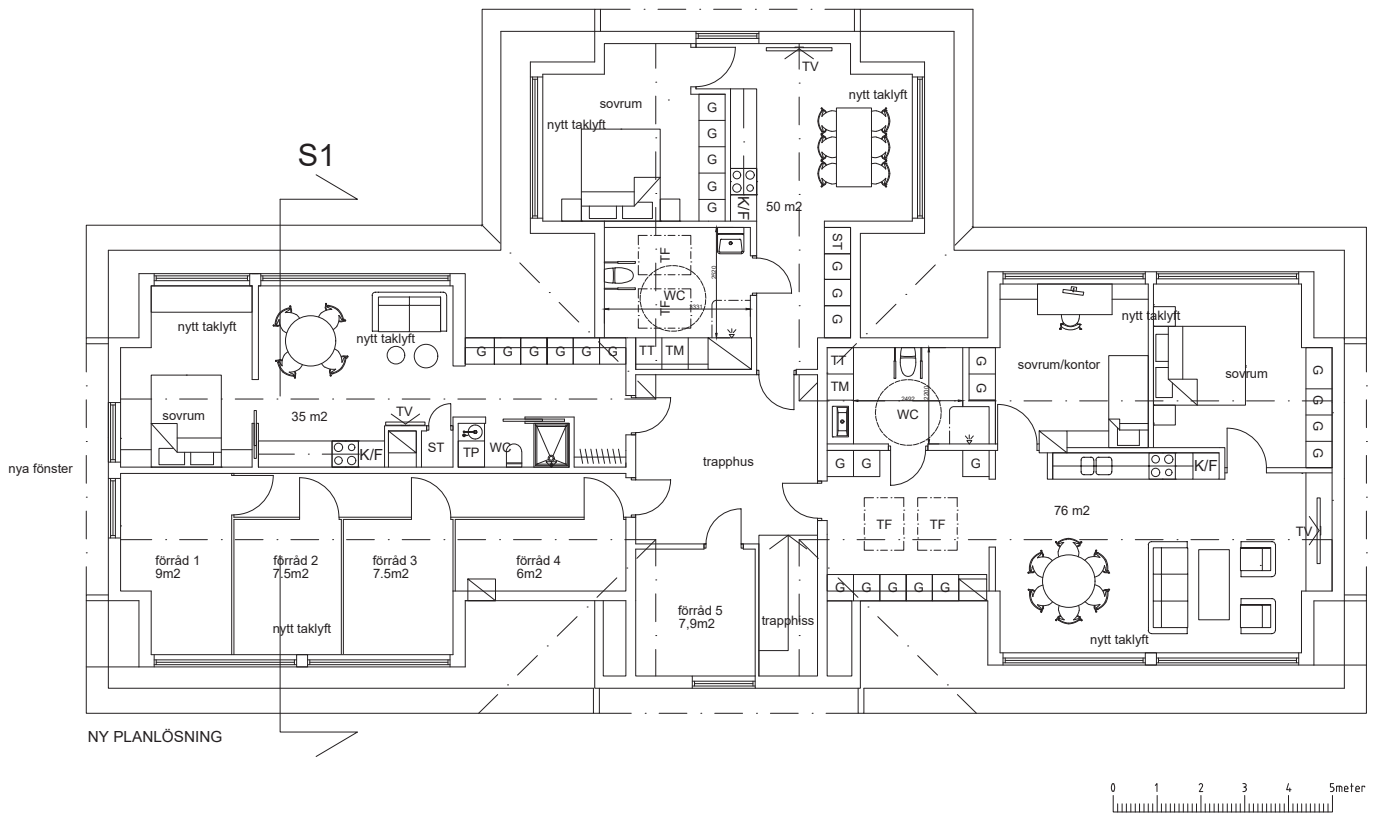 TV
sovrum
nytt taklyft
nytt taklyft
G
G
G
G
G
K/F
50 m2
S1
TF
TF
WC
2500
ST
G
G
G
TT
TM
nytt taklyft
nytt taklyft
G
G
G
G
G
G
sovrum
35 m2
TV
K/F
ST
TP
WC
nya fönster
trapphus
TT
TM
WC
2492
2200
G
G
G
G
G
sovrum/kontor
nytt taklyft
sovrum
G
G
G
G
K/F
TF
TF
76 m2
TV
G
G
G
G
G
nytt taklyft
förråd 1
9m2
förråd 2
7.5m2
förråd 3
7.5m2
förråd 4
6m2
förråd 5
7,9m2
trapphiss
nytt taklyft
NY PLANLÖSNING
0 1 2 3 4 5meter